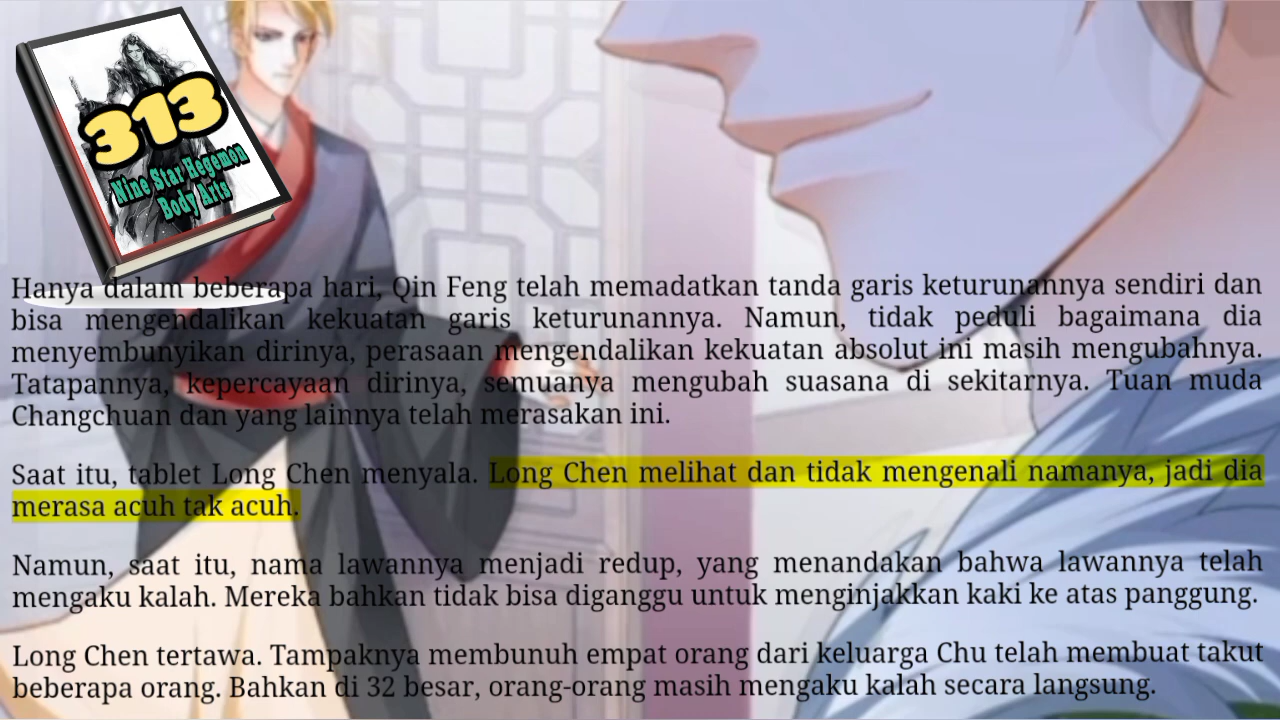 313
Nine Star Hegemon
Body Arts
Hanya dalam beberapa hari, Qin Feng telah memadatkan tanda garis keturunannya sendiri dan
bisa mengendalikan kekuatan garis keturunannya. Namun, tidak peduli bagaimana dia
menyembunyikan dirinya, perasaan mengendalikan kekuatan absolut ini masih mengubahnya.
Tatapannya, kepercayaan dirinya, semuanya mengubah suasana di sekitarnya. Tuan muda
Changchuan dan yang lainnya telah merasakan ini.
Saat itu, tablet Long Chen menyala. Long Chen melihat dan tidak mengenali namanya, jadi dia
merasa acuh tak acuh.
Namun, saat itu, nama lawannya menjadi redup, yang menandakan bahwa lawannya telah
mengaku kalah. Mereka bahkan tidak bisa diganggu untuk menginjakkan kaki ke atas panggung.
Long Chen tertawa. Tampaknya membunuh empat orang dari keluarga Chu telah membuat takut
beberapa orang. Bahkan di 32 besar, orang-orang masih mengaku kalah secara langsung.